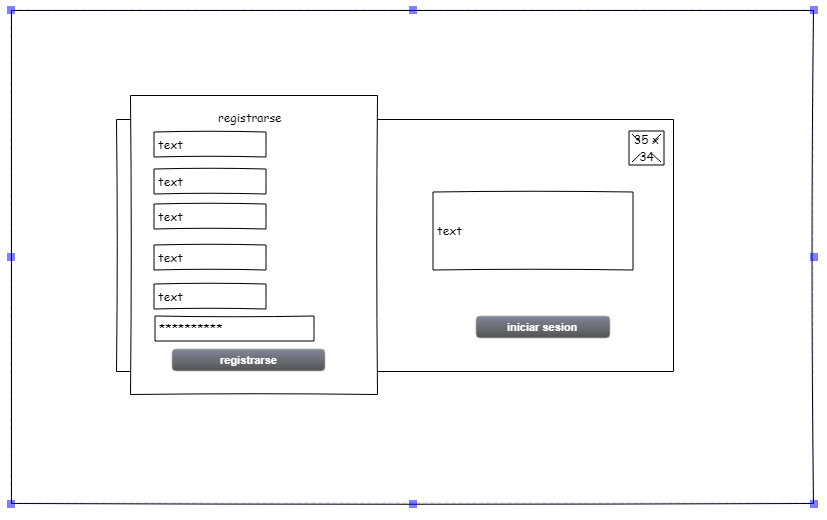 registrarse
text
text
text
text
text
**********
registrarse
35 x
34
text
iniciar sesion